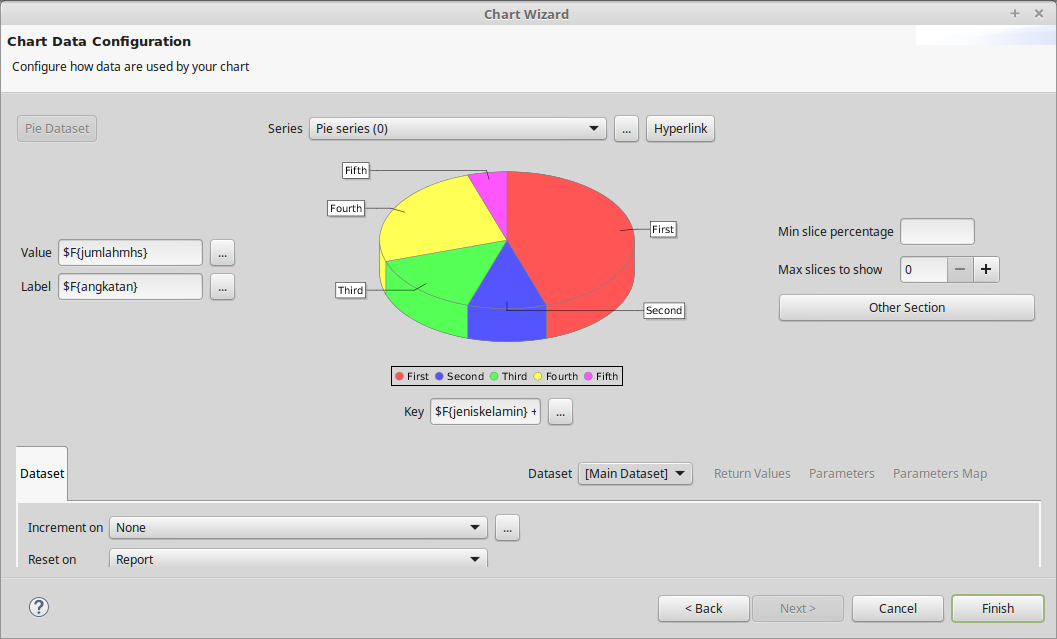 Chart Wizard
Chart Data Configuration
Configure how data are used by your chart
Pie Dataset
Series Pie series (0) ... Hyperlink
Fifth
Fourth
First
Third
Second
Value $F{jumlahmhs} ...
Label $F{angkatan} ...
Min slice percentage
Max slices to show 0
Other Section
First Second Third Fourth Fifth
Key $F{jeniskelamin} + ...
Dataset Dataset [Main Dataset] Return Values Parameters Parameters Map
Increment on None ...
Reset on Report
? < Back Next > Cancel Finish